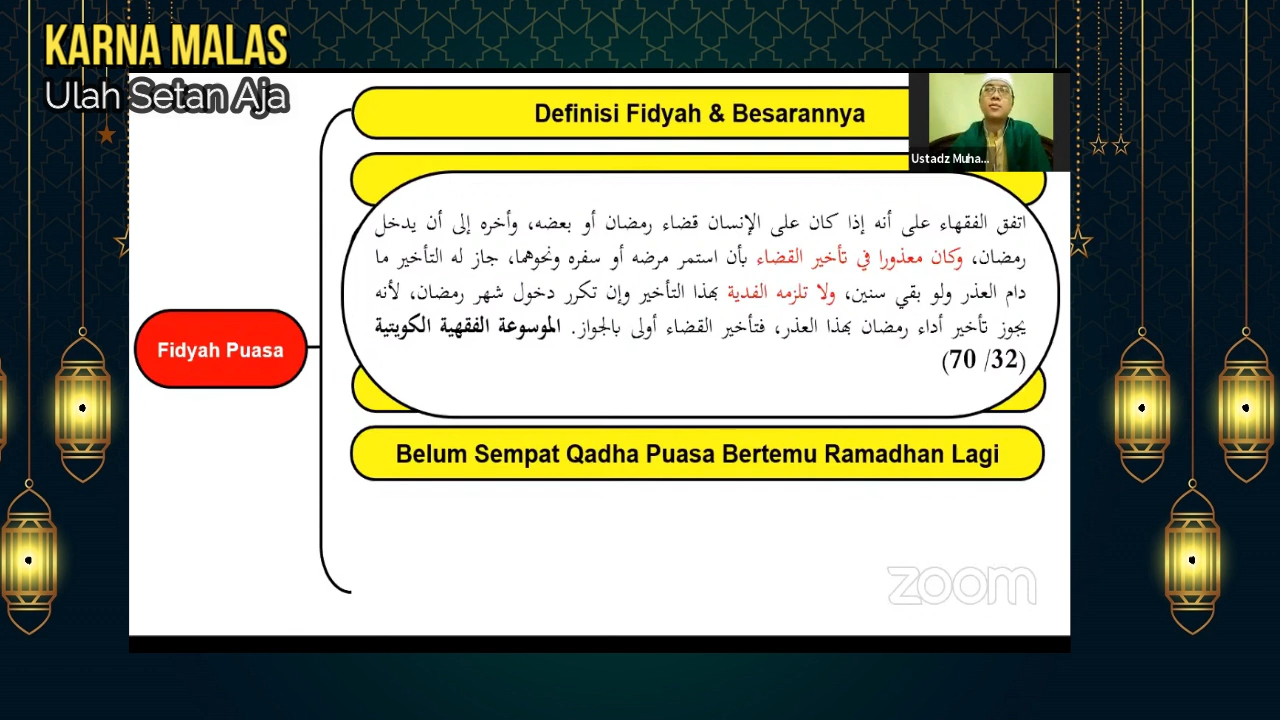 KARNA MALAS
Ulah Setan Aja
Definisi Fidyah & Besarannya
Ustadz Muha...
اتفق الفقهاء على أنه إذا كان على الإنسان قضاء رمضان أو بعضه، وأخره إلى أن يدخل
رمضان، وكان معذورا في تأخير القضاء بأن استمر مرضه أو سفره ونحوهما، جاز له التأخير ما
دام العذر ولو بقي سنين، ولا تلزمه الفدية بهذا التأخير وإن تكرر دخول شهر رمضان، لأنه
يجوز تأخير أداء رمضان بهذا العذر، فتأخير القضاء أولى بالجواز. الموسوعة الفقهية الكويتية
(32/ 70)
Fidyah Puasa
Belum Sempat Qadha Puasa Bertemu Ramadhan Lagi
zoom